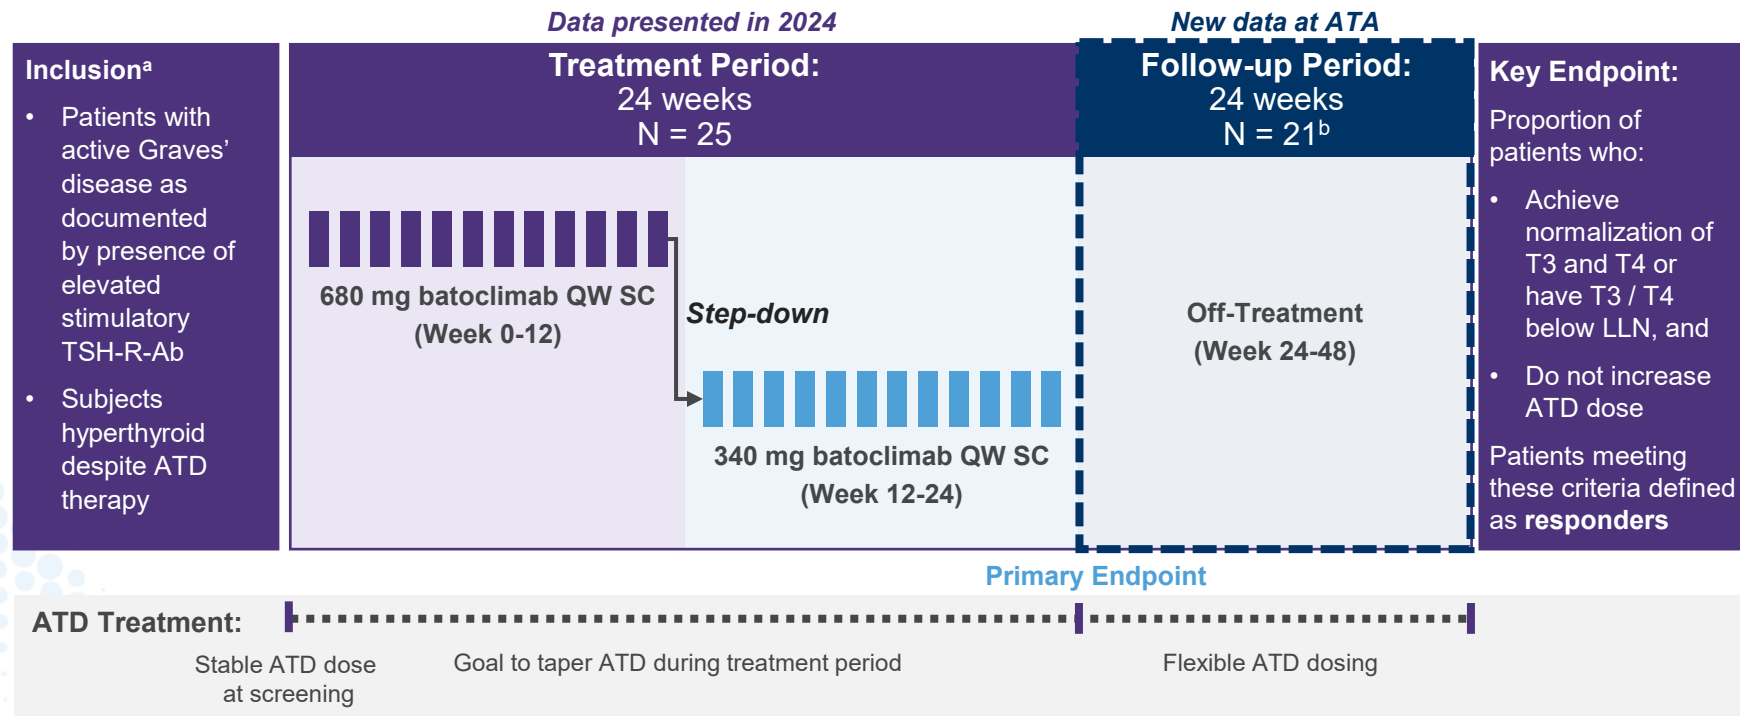 Data presented in 2024
New data at ATA
Inclusionᵃ
• Patients with
active Graves’
disease as
documented
by presence of
elevated
stimulatory
TSH-R-Ab
• Subjects
hyperthyroid
despite ATD
therapy
Treatment Period:
24 weeks
N = 25
680 mg batoclimab QW SC
(Week 0-12)
Step-down
340 mg batoclimab QW SC
(Week 12-24)
Follow-up Period:
24 weeks
N = 21ᵇ
Off-Treatment
(Week 24-48)
Key Endpoint:
Proportion of
patients who:
• Achieve
normalization of
T3 and T4 or
have T3 / T4
below LLN, and
• Do not increase
ATD dose
Patients meeting
these criteria defined
as responders
Primary Endpoint
ATD Treatment:
Stable ATD dose
at screening
Goal to taper ATD during treatment period
Flexible ATD dosing